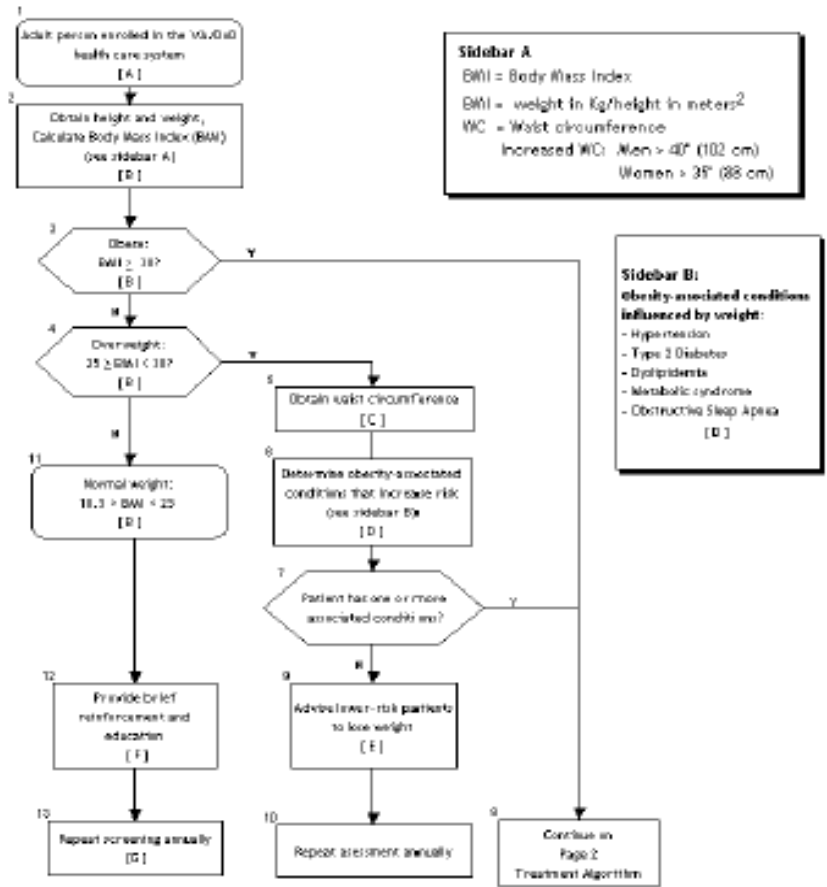 1
Adult person enrolled in the VA/DoD
health care system
[ A ]
2
Obtain height and weight,
Calculate Body Mass Index (BMI)
(see sidebar A)
[ B ]
Sidebar A
BMI = Body Mass Index
BMI = weight in Kg/height in meters2
WC = Waist circumference
Increased WC: Men > 40" (102 cm)
Women > 35" (88 cm)
3
Obese:
BMI ≥ 30?
[ B ]
Y
N
Sidebar B:
Obesity-associated conditions
influenced by weight:
- Hypertension
- Type 2 Diabetes
- Dyslipidemia
- Metabolic syndrome
- Obstructive Sleep Apnea
[ D ]
4
Overweight:
25 ≥ BMI < 30?
[ B ]
Y
N
5
Obtain waist circumference
[ C ]
6
Determine obesity-associated
conditions that increase risk
(see sidebar B)
[ D ]
11
Normal weight:
18.5 > BMI < 25
[ B ]
7
Patient has one or more
associated conditions?
Y
N
12
Provide brief
reinforcement and
education
[ F ]
9
Advise lower-risk patients
to lose weight
[ E ]
13
Repeat screening annually
[G]
10
Repeat asessment annually
Continue on
Page 2
Treatment Algorithm